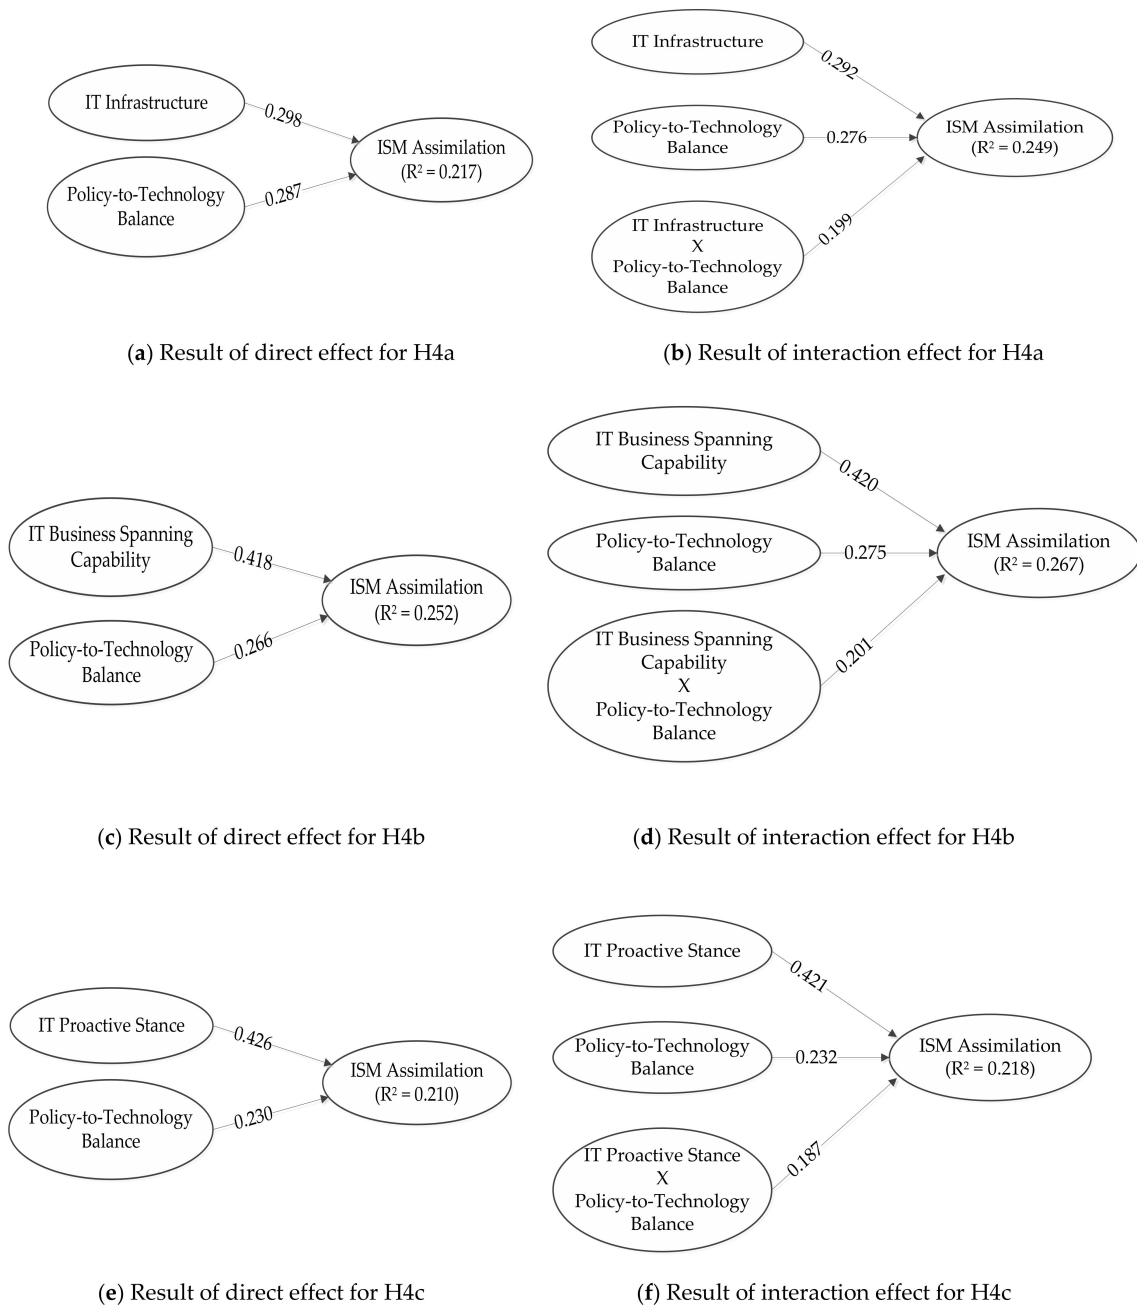 IT Infrastructure
0.298
Policy-to-Technology
Balance
0.287
ISM Assimilation
(R² = 0.217)
(a) Result of direct effect for H4a
IT Infrastructure
0.292
Policy-to-Technology
Balance
0.276
IT Infrastructure
X
Policy-to-Technology
Balance
0.199
ISM Assimilation
(R² = 0.249)
(b) Result of interaction effect for H4a
IT Business Spanning
Capability
0.418
Policy-to-Technology
Balance
0.266
ISM Assimilation
(R² = 0.252)
(c) Result of direct effect for H4b
IT Business Spanning
Capability
0.420
Policy-to-Technology
Balance
0.275
IT Business Spanning
Capability
X
Policy-to-Technology
Balance
0.201
ISM Assimilation
(R² = 0.267)
(d) Result of interaction effect for H4b
IT Proactive Stance
0.426
Policy-to-Technology
Balance
0.230
ISM Assimilation
(R² = 0.210)
(e) Result of direct effect for H4c
IT Proactive Stance
0.421
Policy-to-Technology
Balance
0.232
IT Proactive Stance
X
Policy-to-Technology
Balance
0.187
ISM Assimilation
(R² = 0.218)
(f) Result of interaction effect for H4c